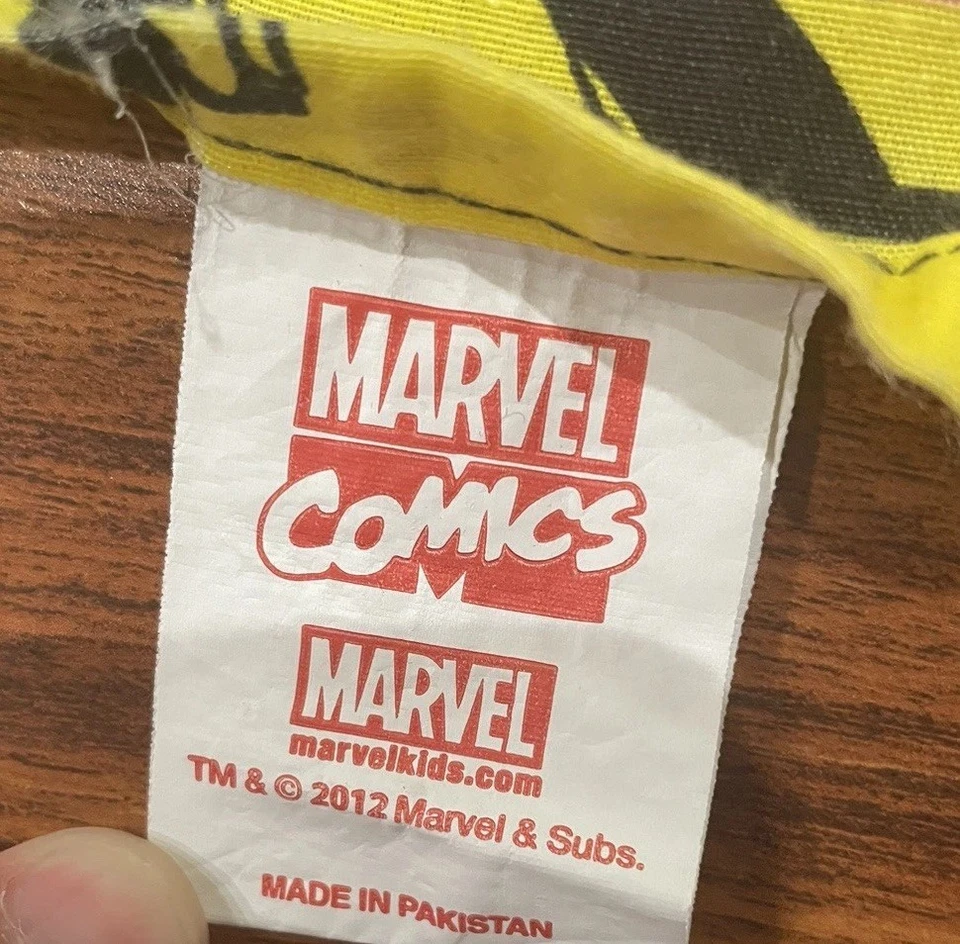 MARVEL
COMICS
MARVEL
marvelkids.com
TM & © 2012 Marvel & Subs.
MADE IN PAKISTAN